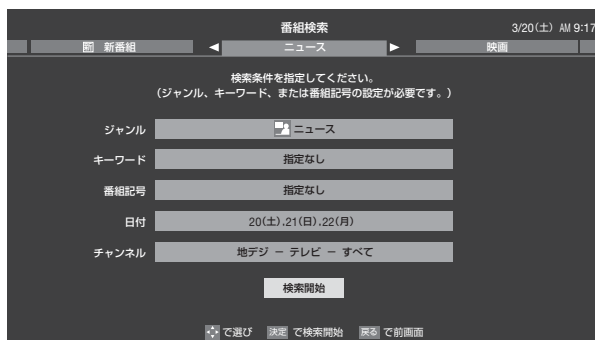 番組検索
3/20(土) AM 9:17
新 新番組 ◀ ニュース ▶ 映画
検索条件を指定してください。
(ジャンル、キーワード、または番組記号の設定が必要です。)
ジャンル ニュース
キーワード 指定なし
番組記号 指定なし
日付 20(土),21(日),22(月)
チャンネル 地デジ － テレビ － すべて
検索開始
で選び 決定 で検索開始 戻る で前画面